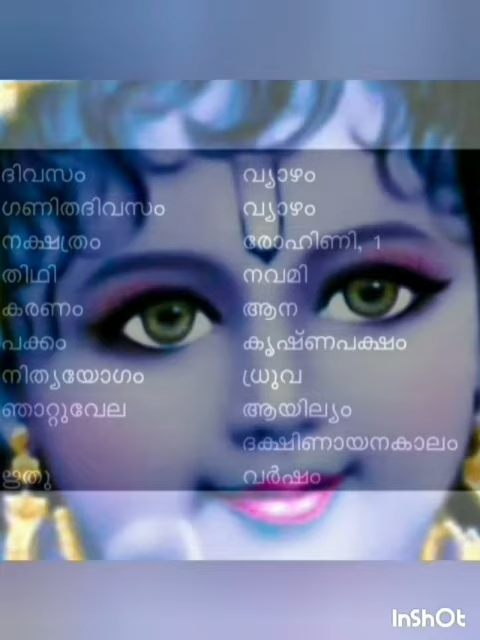 ദിവസം വ്യാഴം
ഗണിതദിവസം വ്യാഴം
നക്ഷത്രം രോഹിണി, 1
തിഥി നവമി
കരണം ആന
പക്കം കൃഷ്ണപക്ഷം
നിത്യയോഗം ധ്രുവ
ഞാറ്റുവേല ആയില്യം
ദക്ഷിണായനകാലം
ഋതു വർഷം
InShOt